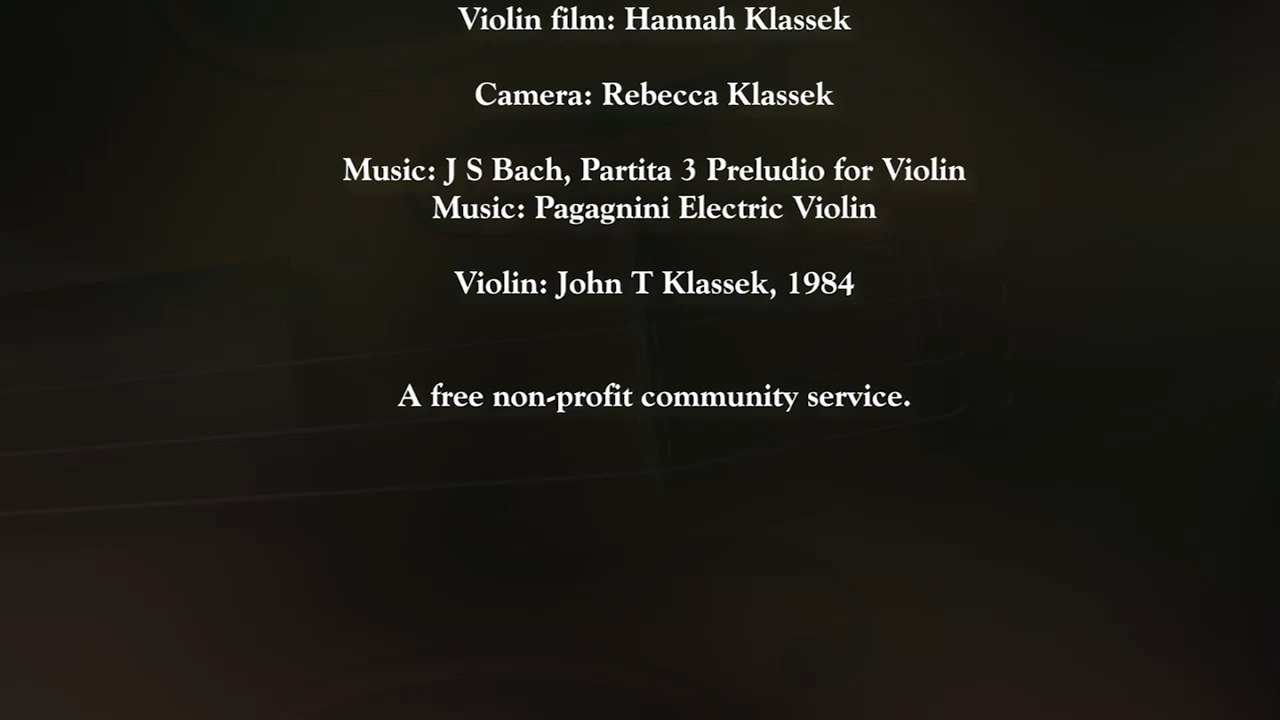 Violin film: Hannah Klassek
Camera: Rebecca Klassek
Music: J S Bach, Partita 3 Preludio for Violin
Music: Pagagnini Electric Violin
Violin: John T Klassek, 1984
A free non-profit community service.